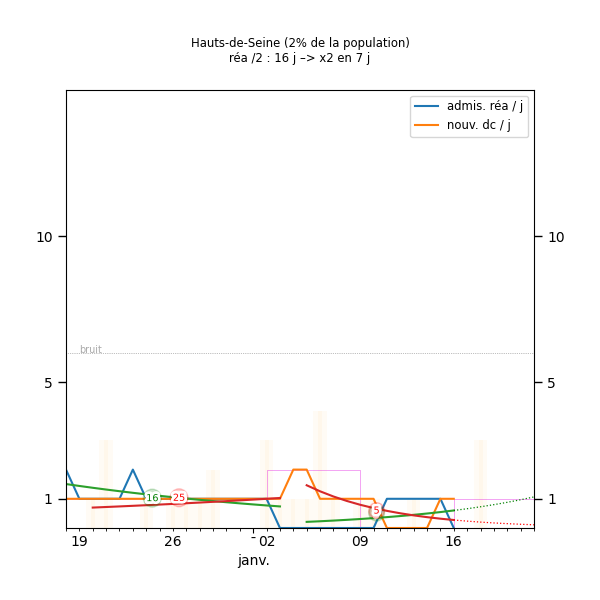 Hauts-de-Seine (2% de la population)
réa /2 : 16 j –> x2 en 7 j
admis. réa / j
nouv. dc / j
10 10
bruit
5 5
16 25 5
1 1
19 26 02 09 16
janv.